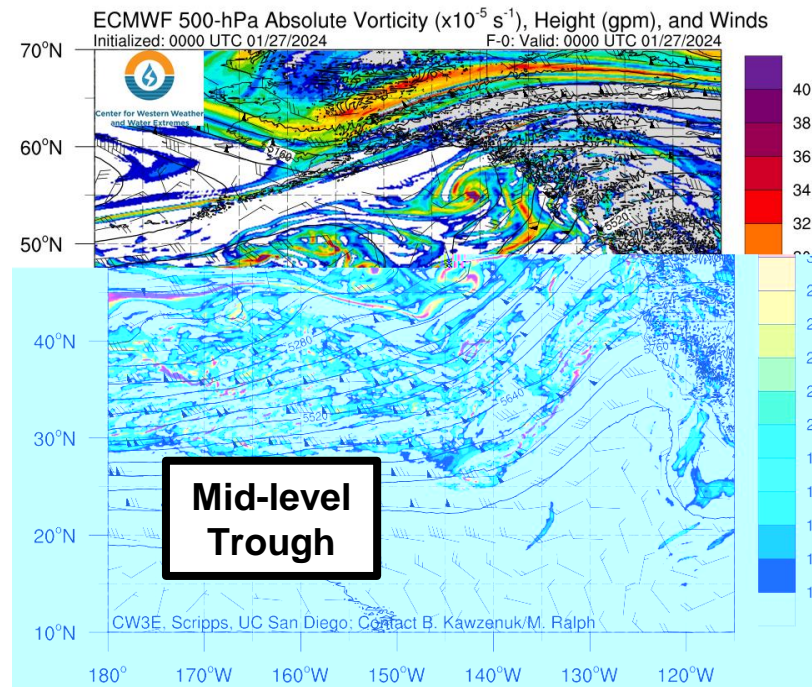 ECMWF 500-hPa Absolute Vorticity (x10⁻⁵ s⁻¹), Height (gpm), and Winds
Initialized: 0000 UTC 01/27/2024
F-0: Valid: 0000 UTC 01/27/2024
70°N
Center for Western Weather
and Water Extremes
40
38
5160
60°N
36
34
5520
50°N
32
40°N
5280
5760
5640
5520
30°N
Mid-level
Trough
20°N
CW3E, Scripps, UC San Diego; Contact B. Kawzenuk/M. Ralph
10°N
180°
170°W
160°W
150°W
140°W
130°W
120°W